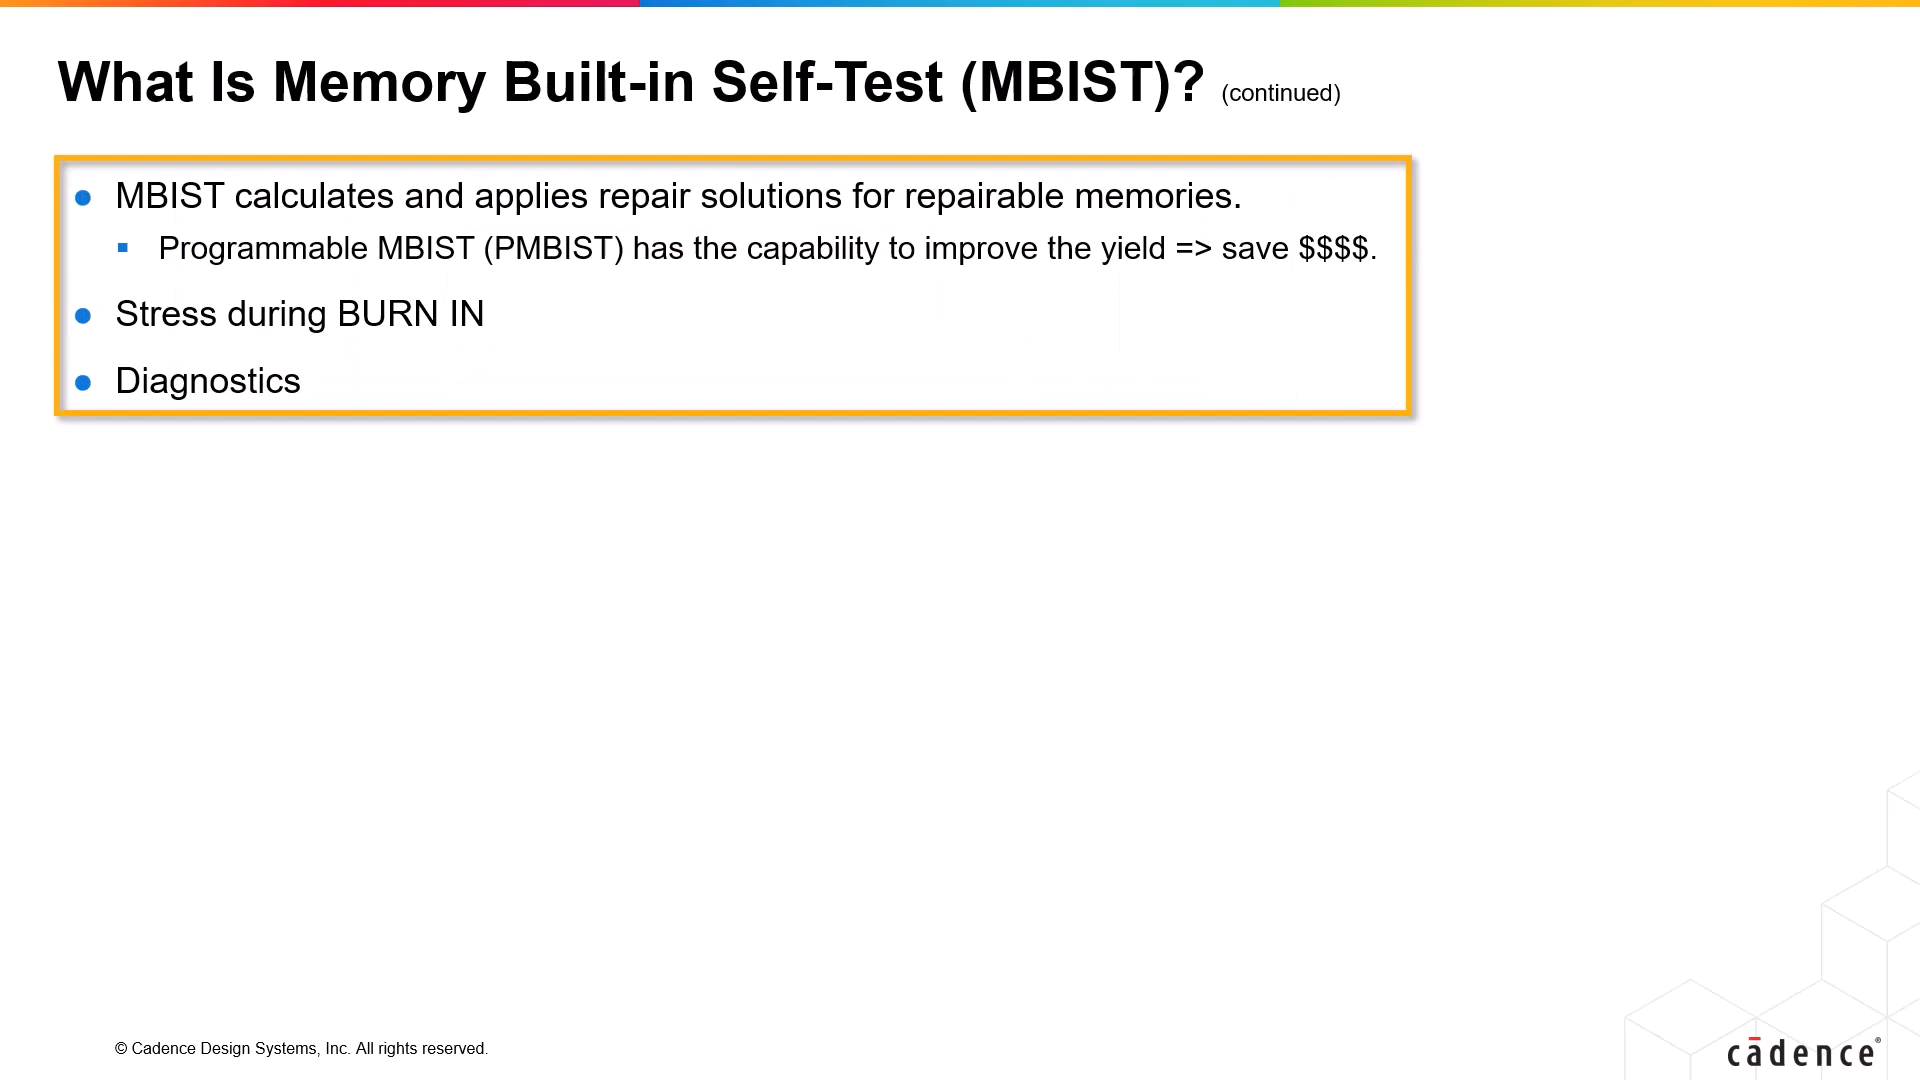 What Is Memory Built-in Self-Test (MBIST)? (continued)
● MBIST calculates and applies repair solutions for repairable memories.
▪ Programmable MBIST (PMBIST) has the capability to improve the yield => save $$$$.
● Stress during BURN IN
● Diagnostics
© Cadence Design Systems, Inc. All rights reserved.
cādence®